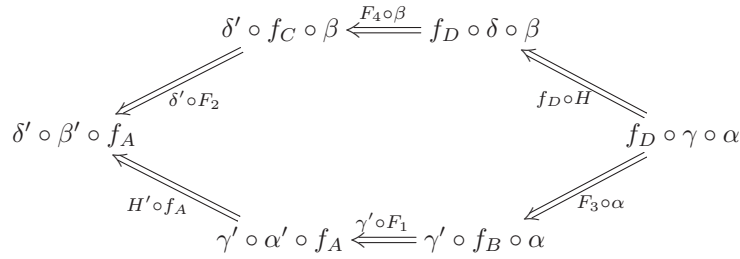 δ′ ∘ f_C ∘ β F_4∘β f_D ∘ δ ∘ β
δ′∘F_2 f_D∘H
δ′ ∘ β′ ∘ f_A f_D ∘ γ ∘ α
H′∘f_A F_3∘α
γ′ ∘ α′ ∘ f_A γ′∘F_1 γ′ ∘ f_B ∘ α